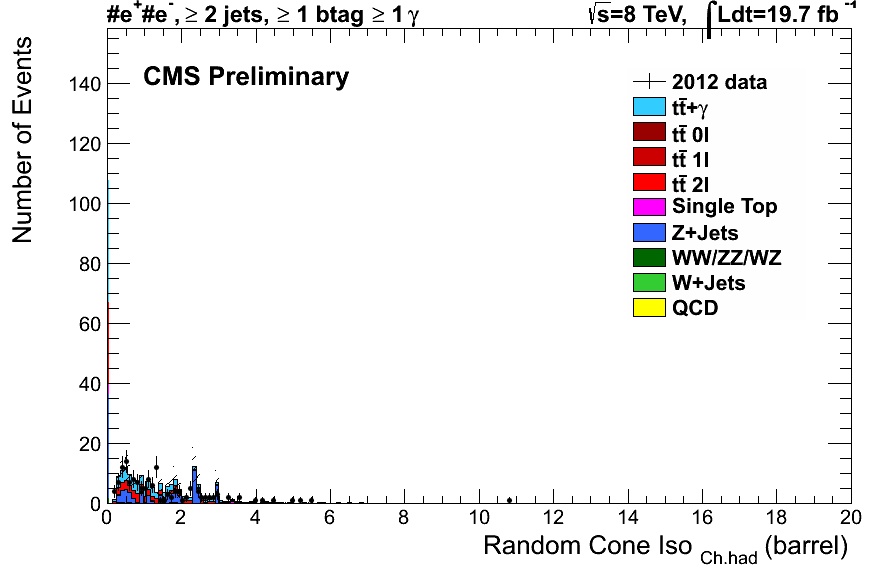 #e⁺#e⁻, ≥ 2 jets, ≥ 1 btag ≥ 1 γ
√s=8 TeV, ∫Ldt=19.7 fb⁻¹
Number of Events
CMS Preliminary
2012 data
tt̄+γ
tt̄ 0l
tt̄ 1l
tt̄ 2l
Single Top
Z+Jets
WW/ZZ/WZ
W+Jets
QCD
140
120
100
80
60
40
20
0
0 2 4 6 8 10 12 14 16 18 20
Random Cone Iso Ch.had (barrel)